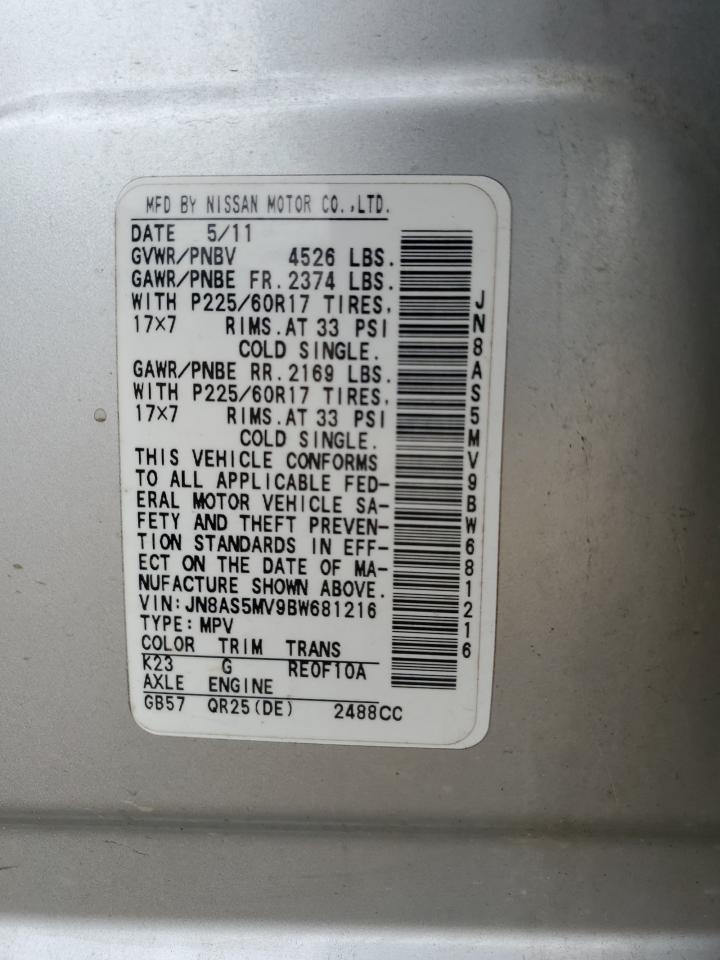 MFD BY NISSAN MOTOR CO.,LTD.
DATE 5/11
GVWR/PNBV 4526 LBS.
GAWR/PNBE FR. 2374 LBS.
WITH P225/60R17 TIRES,
17×7 RIMS.AT 33 PSI
COLD SINGLE.
GAWR/PNBE RR. 2169 LBS.
WITH P225/60R17 TIRES,
17×7 RIMS.AT 33 PSI
COLD SINGLE.
THIS VEHICLE CONFORMS
TO ALL APPLICABLE FED-
ERAL MOTOR VEHICLE SA-
FETY AND THEFT PREVEN-
TION STANDARDS IN EFF-
ECT ON THE DATE OF MA-
NUFACTURE SHOWN ABOVE.
VIN:JN8AS5MV9BW681216
TYPE:MPV
COLOR TRIM TRANS
K23 G RE0F10A
AXLE ENGINE
GB57 QR25(DE) 2488CC
JN8AS5MV9BW681216